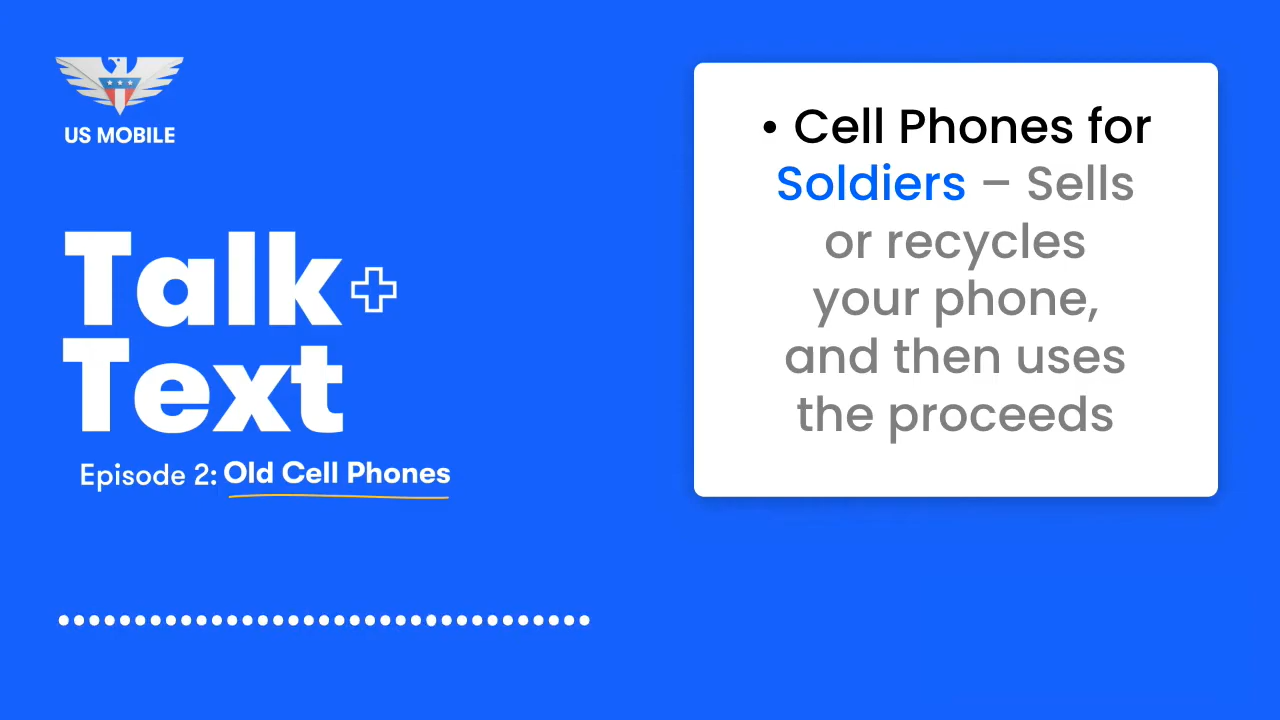 US MOBILE
Talk+
Text
Episode 2: Old Cell Phones
• Cell Phones for
Soldiers – Sells
or recycles
your phone,
and then uses
the proceeds